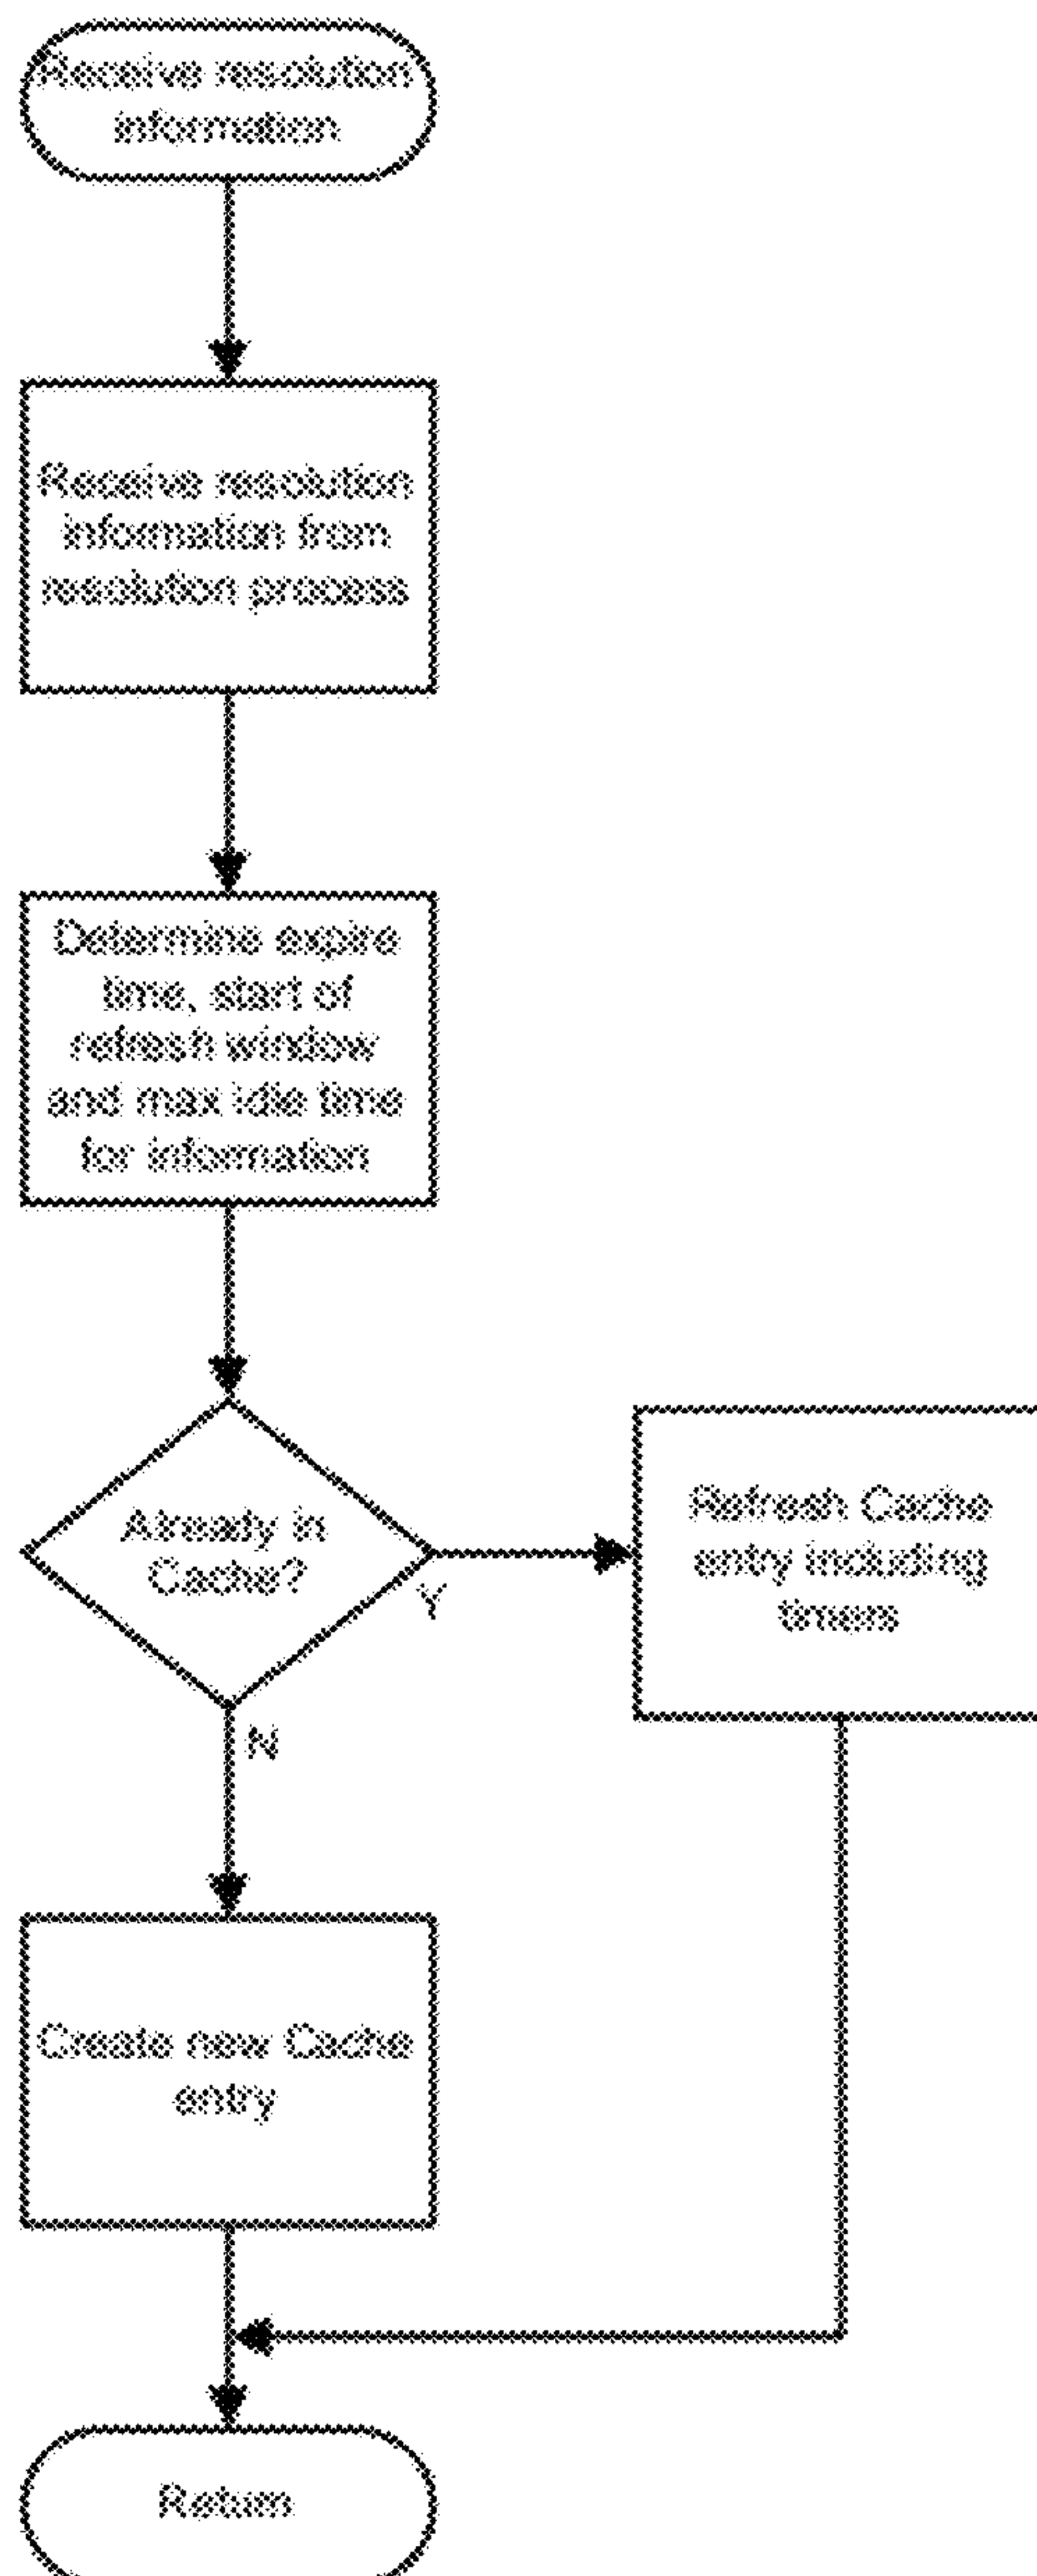 Receive resolution
information
Receive resolution
information from
resolution process
Determine expire
time, start of
refresh window
and max idle time
for information
Already in
Cache?
Y
Refresh Cache
entry including
timers
N
Create new Cache
entry
Return